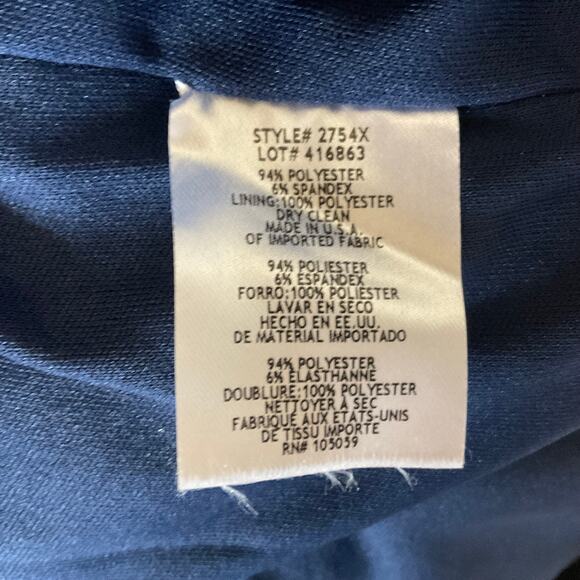 STYLE# 2754X
LOT# 416863
94% POLYESTER
6% SPANDEX
LINING:100% POLYESTER
DRY CLEAN
MADE IN U.S.A.
OF IMPORTED FABRIC
94% POLIESTER
6% ESPANDEX
FORRO:100% POLIESTER
LAVAR EN SECO
HECHO EN EE.UU.
DE MATERIAL IMPORTADO
94% POLYESTER
6% ELASTHANNE
DOUBLURE:100% POLYESTER
NETTOYER A SEC
FABRIQUE AUX ETATS-UNIS
DE TISSU IMPORTE
RN# 105059